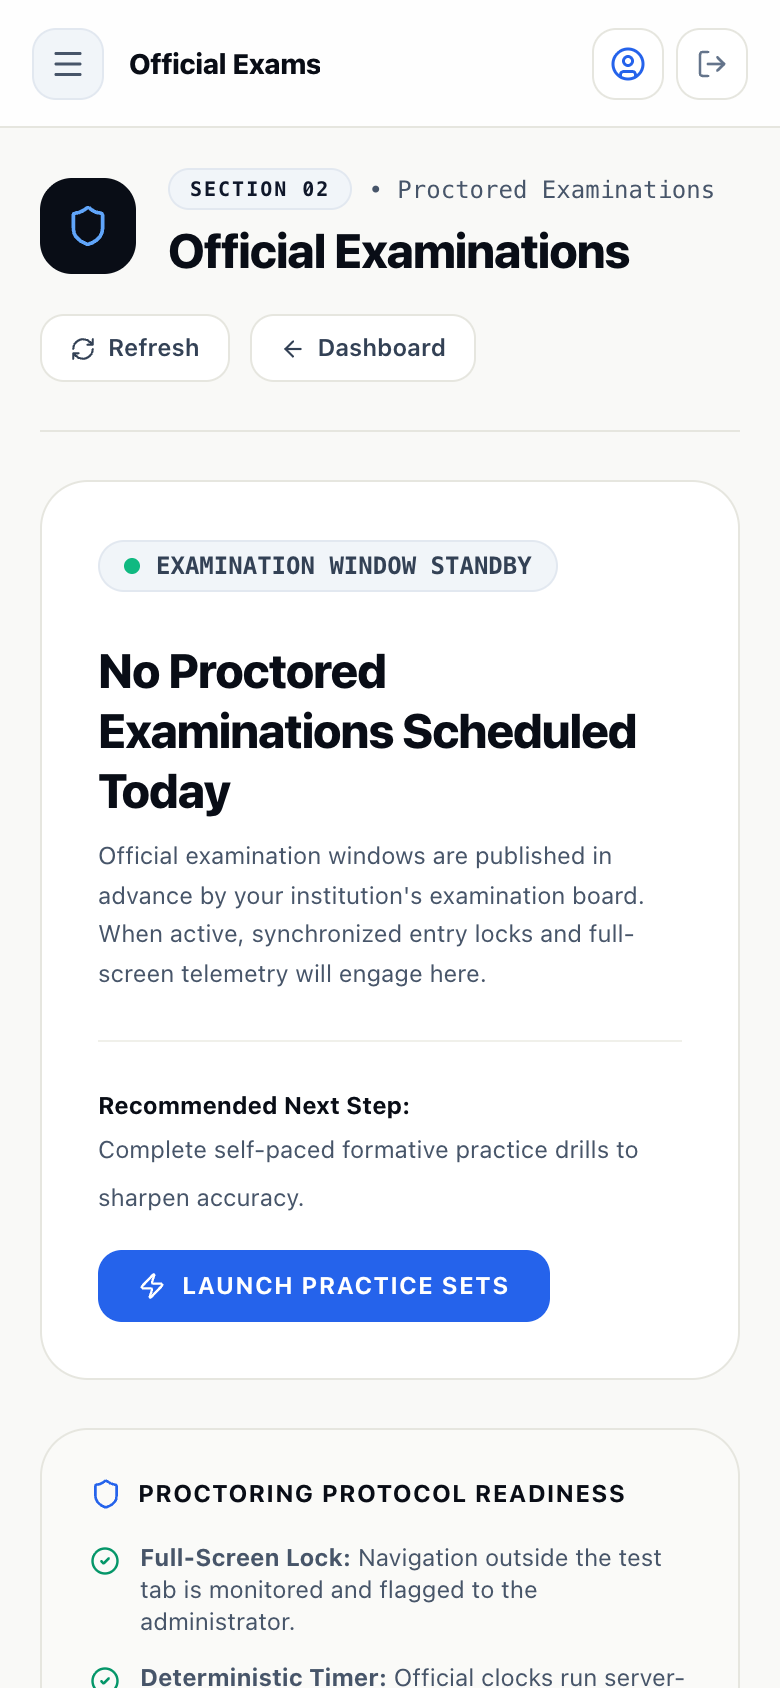 Official Exams
SECTION 02 • Proctored Examinations
Official Examinations
Refresh
Dashboard
EXAMINATION WINDOW STANDBY
No Proctored
Examinations Scheduled
Today
Official examination windows are published in
advance by your institution's examination board.
When active, synchronized entry locks and full-
screen telemetry will engage here.
Recommended Next Step:
Complete self-paced formative practice drills to
sharpen accuracy.
LAUNCH PRACTICE SETS
PROCTORING PROTOCOL READINESS
Full-Screen Lock: Navigation outside the test
tab is monitored and flagged to the
administrator.
Deterministic Timer: Official clocks run server-